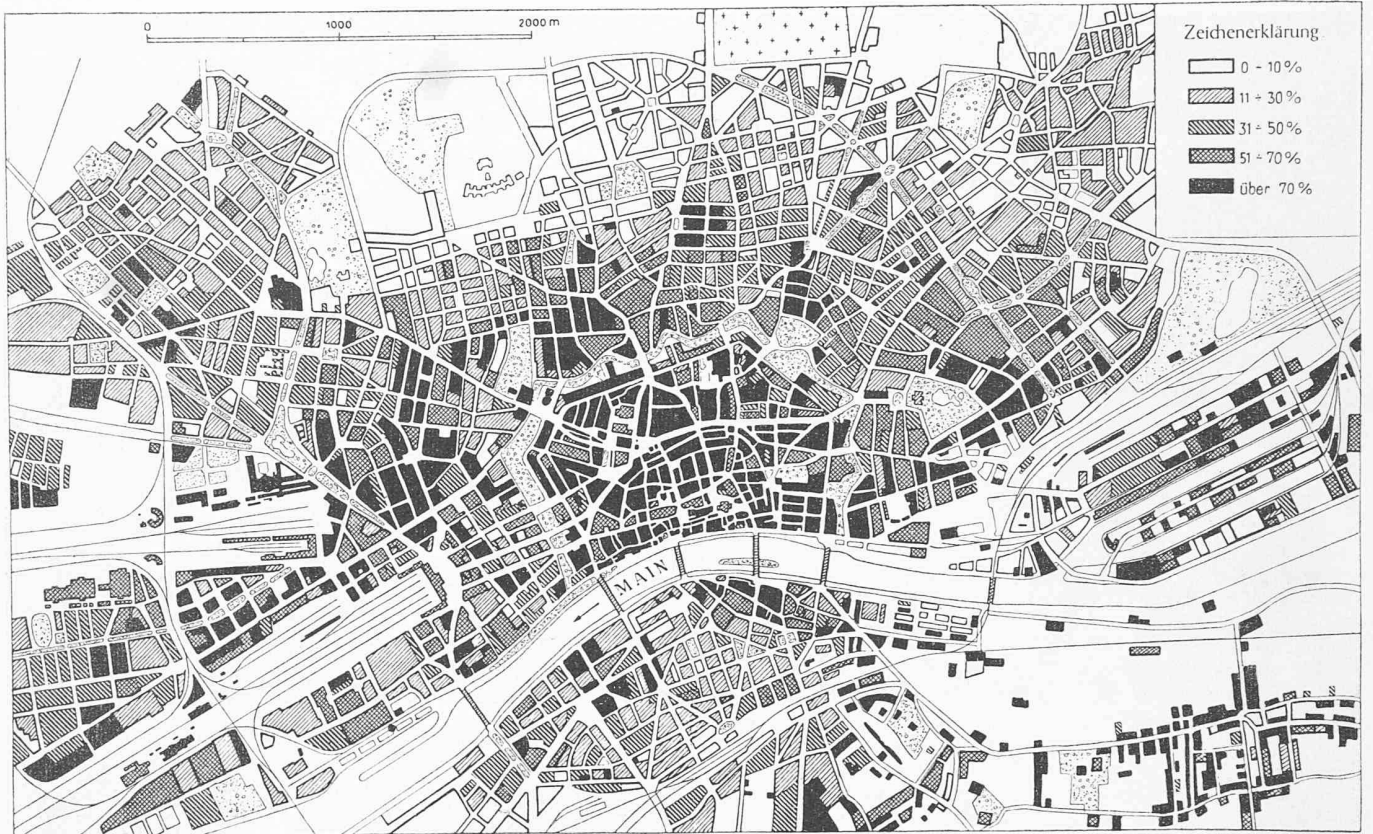 0 1000 2000 m
Zeichenerklärung
0 - 10%
11 ÷ 30%
31 ÷ 50%
51 ÷ 70%
über 70%
MAIN